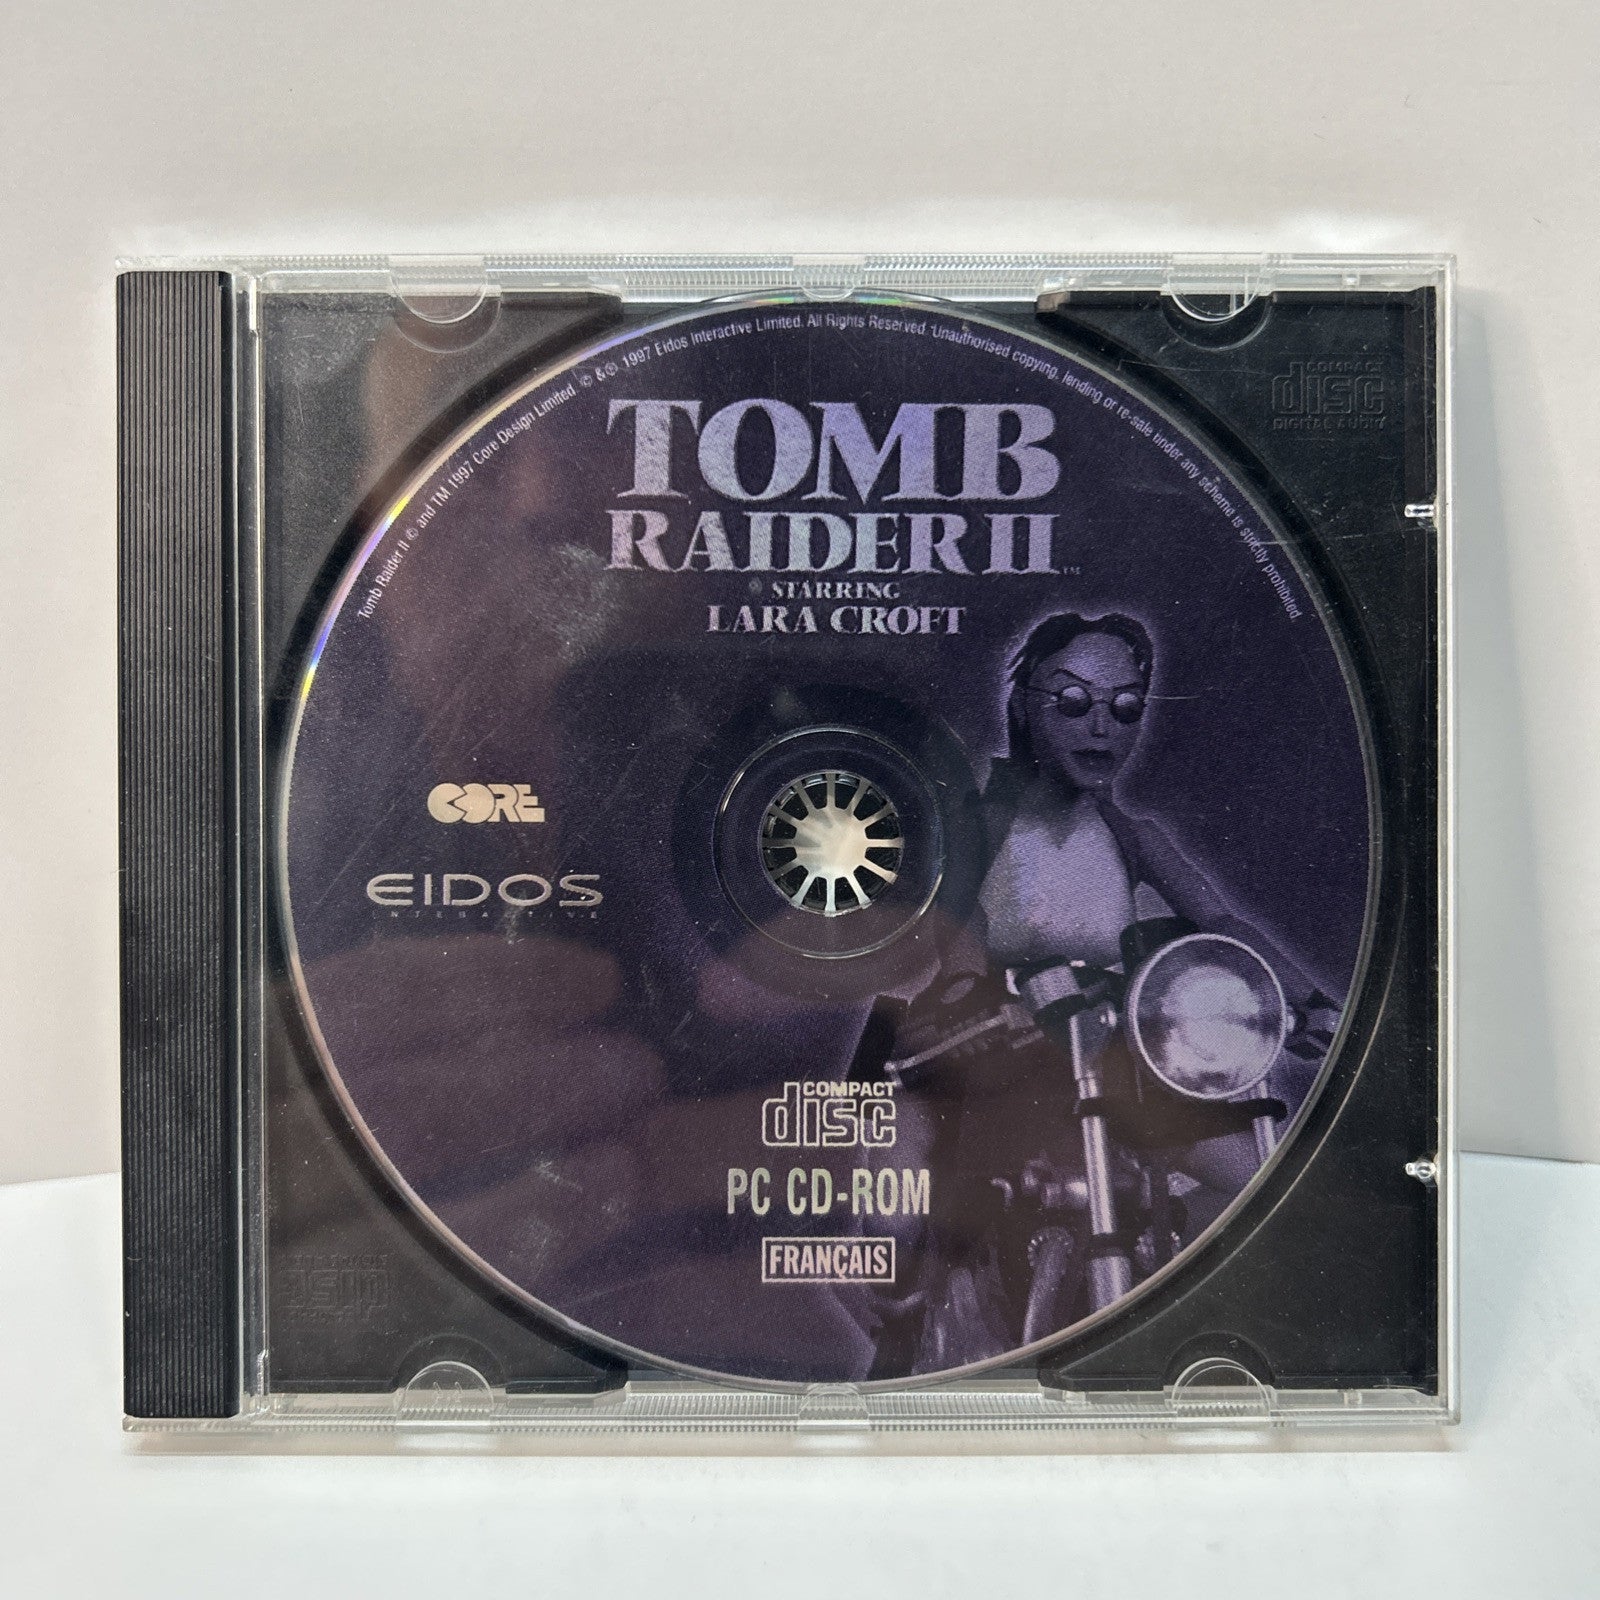 Tomb Raider II © and TM 1997 Core Design Limited. © & ℗ 1997 Eidos Interactive Limited. All Rights Reserved. Unauthorised copying, lending or re-sale under any scheme is strictly prohibited.
TOMB
RAIDER II™
STARRING
LARA CROFT
CORE
EIDOS
INTERACTIVE
COMPACT
disc
PC CD-ROM
FRANÇAIS
COMPACT
disc
DIGITAL AUDIO